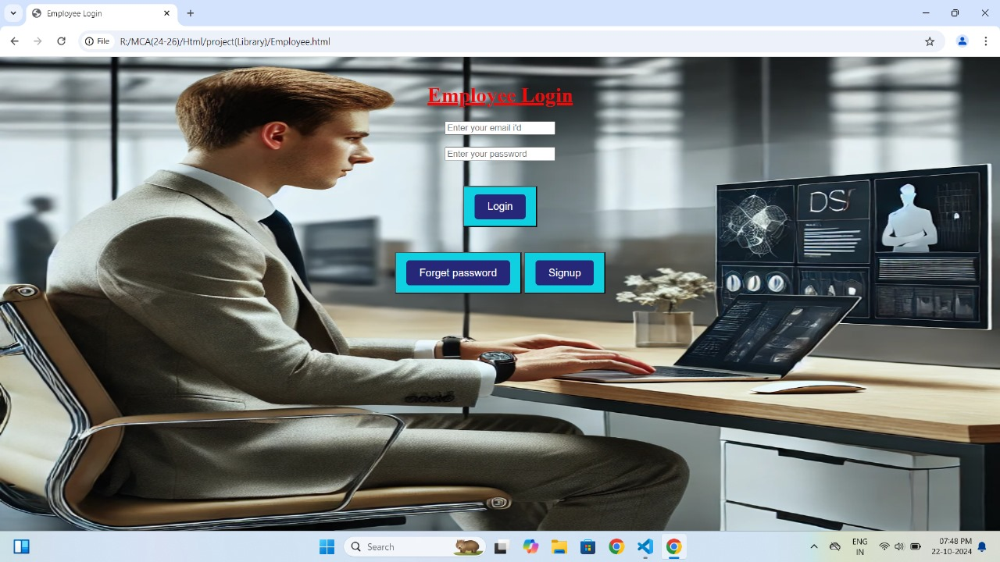 Employee Login
File
R:/MCA(24-26)/Html/project(Library)/Employee.html
Employee Login
Enter your email i'd
Enter your password
Login
Forget password Signup
Search
ENG
IN
07:48 PM
22-10-2024